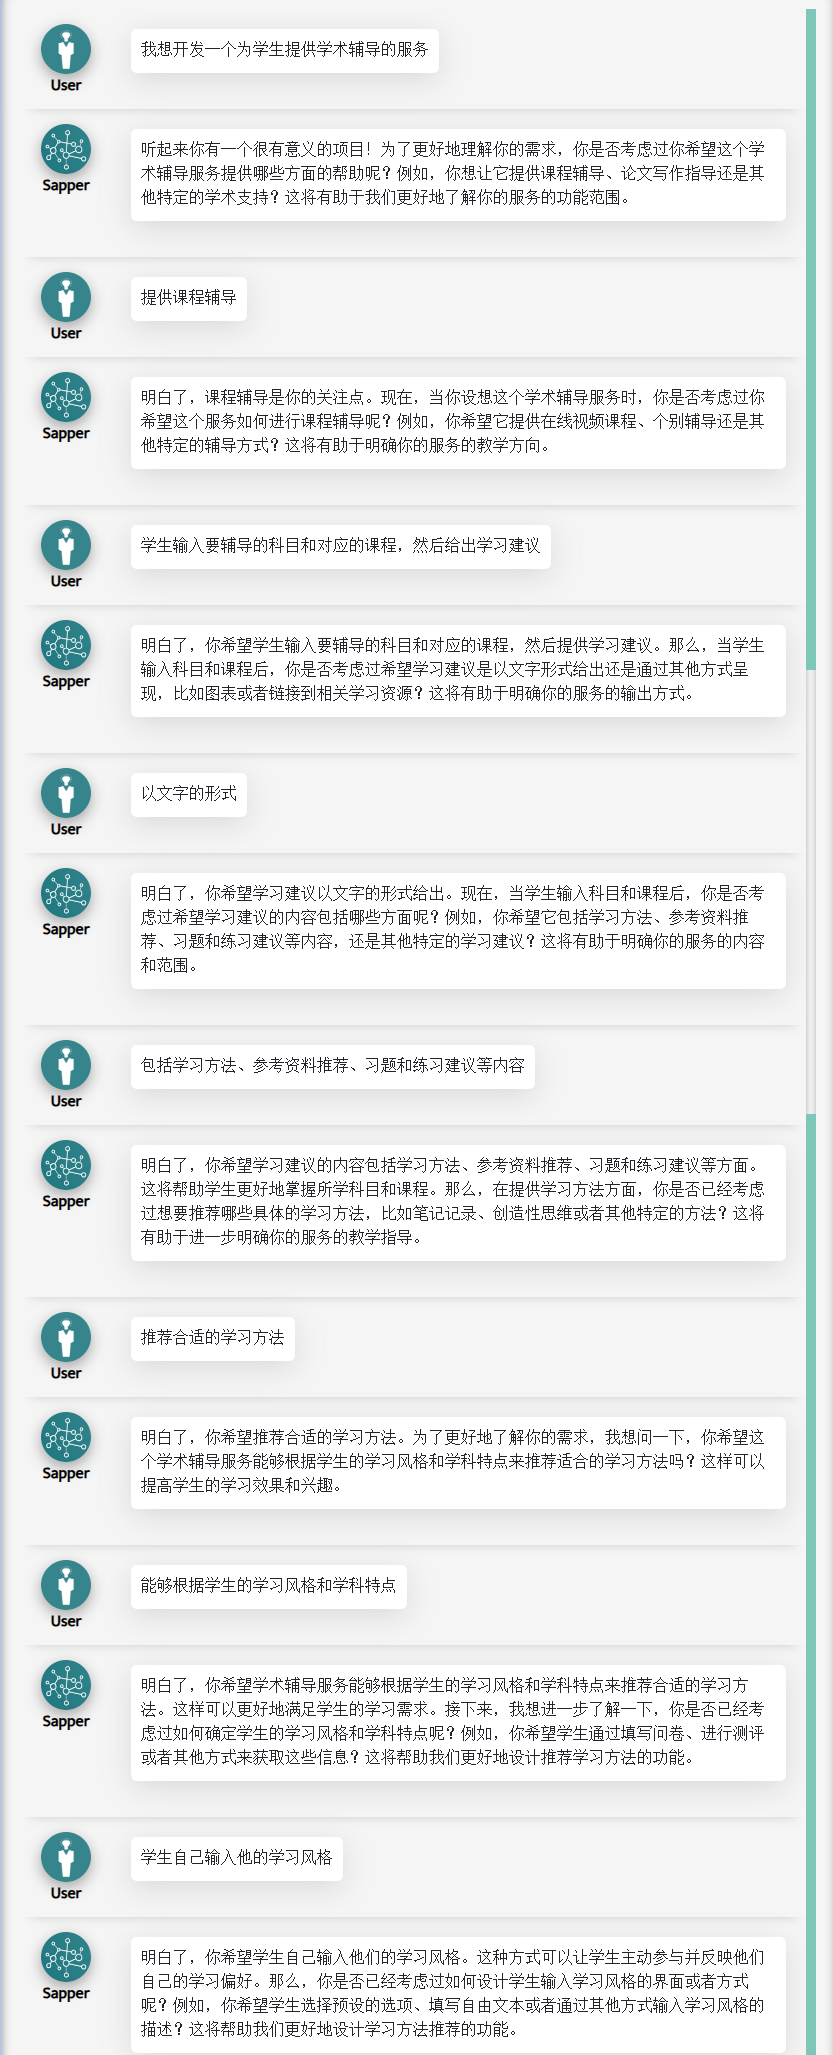 我想开发一个为学生提供学术辅导的服务
User
听起来你有一个很有意义的项目！为了更好地理解你的需求，你是否考虑过你希望这个学
术辅导服务提供哪些方面的帮助呢？例如，你想让它提供课程辅导、论文写作指导还是其
他特定的学术支持？这将有助于我们更好地了解你的服务的功能范围。
Sapper
提供课程辅导
User
明白了，课程辅导是你的关注点。现在，当你设想这个学术辅导服务时，你是否考虑过你
希望这个服务如何进行课程辅导呢？例如，你希望它提供在线视频课程、个别辅导还是其
他特定的辅导方式？这将有助于明确你的服务的教学方向。
Sapper
学生输入要辅导的科目和对应的课程，然后给出学习建议
User
明白了，你希望学生输入要辅导的科目和对应的课程，然后提供学习建议。那么，当学生
输入科目和课程后，你是否考虑过希望学习建议是以文字形式给出还是通过其他方式呈
现，比如图表或者链接到相关学习资源？这将有助于明确你的服务的输出方式。
Sapper
以文字的形式
User
明白了，你希望学习建议以文字的形式给出。现在，当学生输入科目和课程后，你是否考
虑过希望学习建议的内容包括哪些方面呢？例如，你希望它包括学习方法、参考资料推
荐、习题和练习建议等内容，还是其他特定的学习建议？这将有助于明确你的服务的内容
和范围。
Sapper
包括学习方法、参考资料推荐、习题和练习建议等内容
User
明白了，你希望学习建议的内容包括学习方法、参考资料推荐、习题和练习建议等方面。
这将帮助学生更好地掌握所学科目和课程。那么，在提供学习方法方面，你是否已经考虑
过想要推荐哪些具体的学习方法，比如笔记记录、创造性思维或者其他特定的方法？这将
有助于进一步明确你的服务的教学指导。
Sapper
推荐合适的学习方法
User
明白了，你希望推荐合适的学习方法。为了更好地了解你的需求，我想问一下，你希望这
个学术辅导服务能够根据学生的学习风格和学科特点来推荐适合的学习方法吗？这样可以
提高学生的学习效果和兴趣。
Sapper
能够根据学生的学习风格和学科特点
User
明白了，你希望学术辅导服务能够根据学生的学习风格和学科特点来推荐合适的学习方
法。这样可以更好地满足学生的学习需求。接下来，我想进一步了解一下，你是否已经考
虑过如何确定学生的学习风格和学科特点呢？例如，你希望学生通过填写问卷、进行测评
或者其他方式来获取这些信息？这将帮助我们更好地设计推荐学习方法的功能。
Sapper
学生自己输入他的学习风格
User
明白了，你希望学生自己输入他们的学习风格。这种方式可以让学生主动参与并反映他们
自己的学习偏好。那么，你是否已经考虑过如何设计学生输入学习风格的界面或者方式
呢？例如，你希望学生选择预设的选项、填写自由文本或者通过其他方式输入学习风格的
描述？这将帮助我们更好地设计学习方法推荐的功能。
Sapper